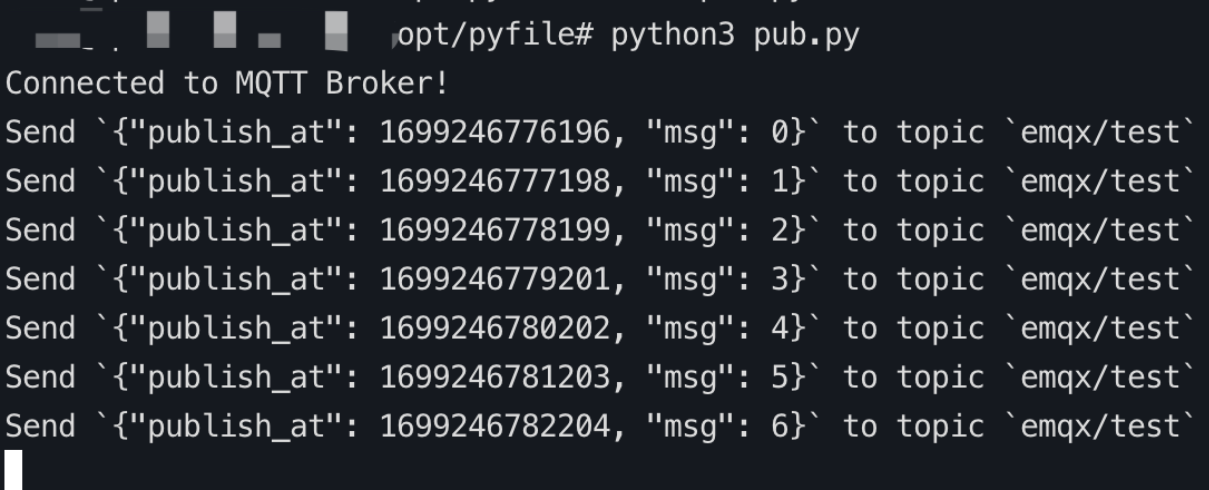 opt/pyfile# python3 pub.py
Connected to MQTT Broker!
Send `{"publish_at": 1699246776196, "msg": 0}` to topic `emqx/test`
Send `{"publish_at": 1699246777198, "msg": 1}` to topic `emqx/test`
Send `{"publish_at": 1699246778199, "msg": 2}` to topic `emqx/test`
Send `{"publish_at": 1699246779201, "msg": 3}` to topic `emqx/test`
Send `{"publish_at": 1699246780202, "msg": 4}` to topic `emqx/test`
Send `{"publish_at": 1699246781203, "msg": 5}` to topic `emqx/test`
Send `{"publish_at": 1699246782204, "msg": 6}` to topic `emqx/test`